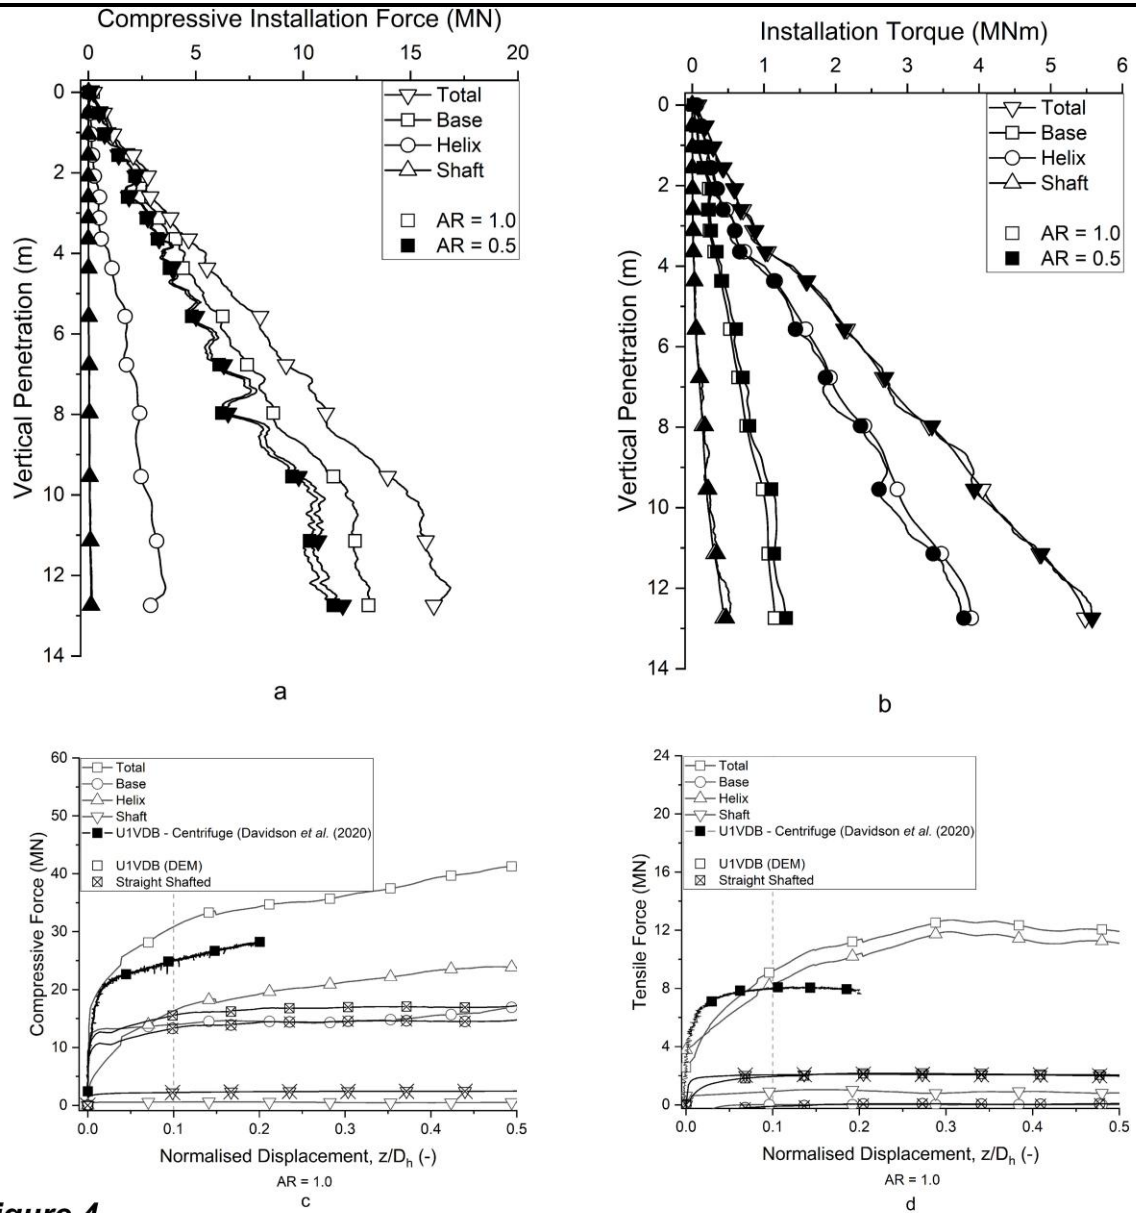 Compressive Installation Force (MN)
0 5 10 15 20
0
2
4
6
8
10
12
14
Vertical Penetration (m)
Total
Base
Helix
Shaft
AR = 1.0
AR = 0.5
a
Installation Torque (MNm)
0 1 2 3 4 5 6
0
2
4
6
8
10
12
14
Vertical Penetration (m)
Total
Base
Helix
Shaft
AR = 1.0
AR = 0.5
b
60
50
40
30
20
10
0
Compressive Force (MN)
Total
Base
Helix
Shaft
U1VDB - Centrifuge (Davidson et al. (2020)
U1VDB (DEM)
Straight Shafted
0.0 0.1 0.2 0.3 0.4 0.5
Normalised Displacement, z/Dh (-)
AR = 1.0
c
24
20
16
12
8
4
0
Tensile Force (MN)
Total
Base
Helix
Shaft
U1VDB - Centrifuge (Davidson et al. (2020)
U1VDB (DEM)
Straight Shafted
0.0 0.1 0.2 0.3 0.4 0.5
Normalised Displacement, z/Dh (-)
AR = 1.0
d